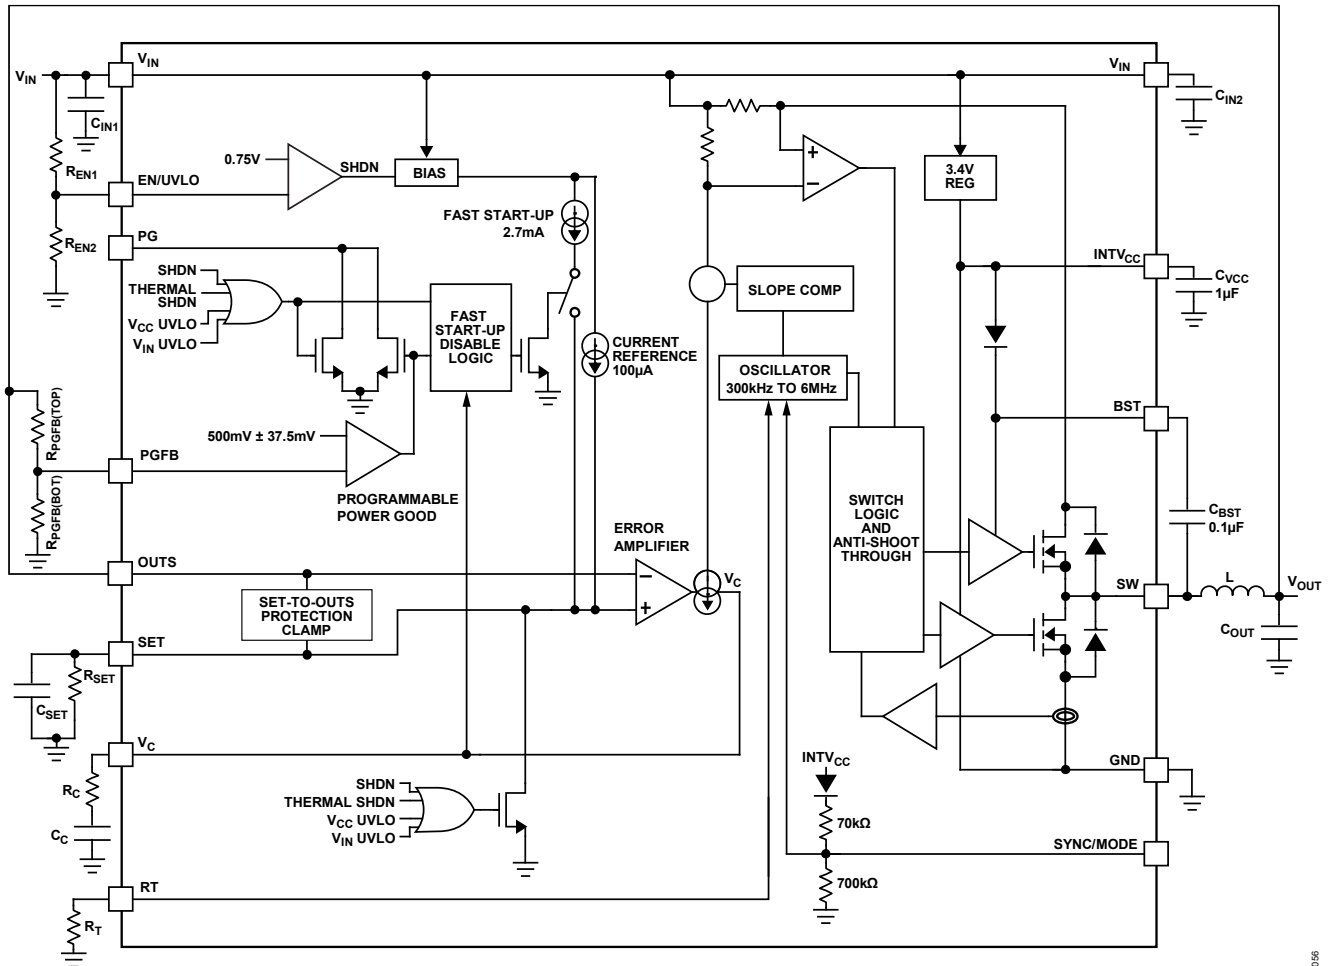 VIN
VIN
VIN
CIN1
CIN2
0.75V
SHDN
BIAS
3.4V
REG
REN1
EN/UVLO
FAST START-UP
2.7mA
REN2
PG
INTVCC
CVCC
1µF
SHDN
THERMAL
SHDN
VCC UVLO
VIN UVLO
FAST
START-UP
DISABLE
LOGIC
SLOPE COMP
CURRENT
REFERENCE
100µA
OSCILLATOR
300kHz TO 6MHz
BST
RPGFB(TOP)
500mV ± 37.5mV
PGFB
RPGFB(BOT)
PROGRAMMABLE
POWER GOOD
SWITCH
LOGIC
AND
ANTI-SHOOT
THROUGH
CBST
0.1µF
ERROR
AMPLIFIER
OUTS
VC
SW
L
VOUT
SET-TO-OUTS
PROTECTION
CLAMP
COUT
SET
RSET
CSET
VC
INTVCC
GND
RC
SHDN
THERMAL SHDN
VCC UVLO
VIN UVLO
70kΩ
CC
SYNC/MODE
700kΩ
RT
RT
056